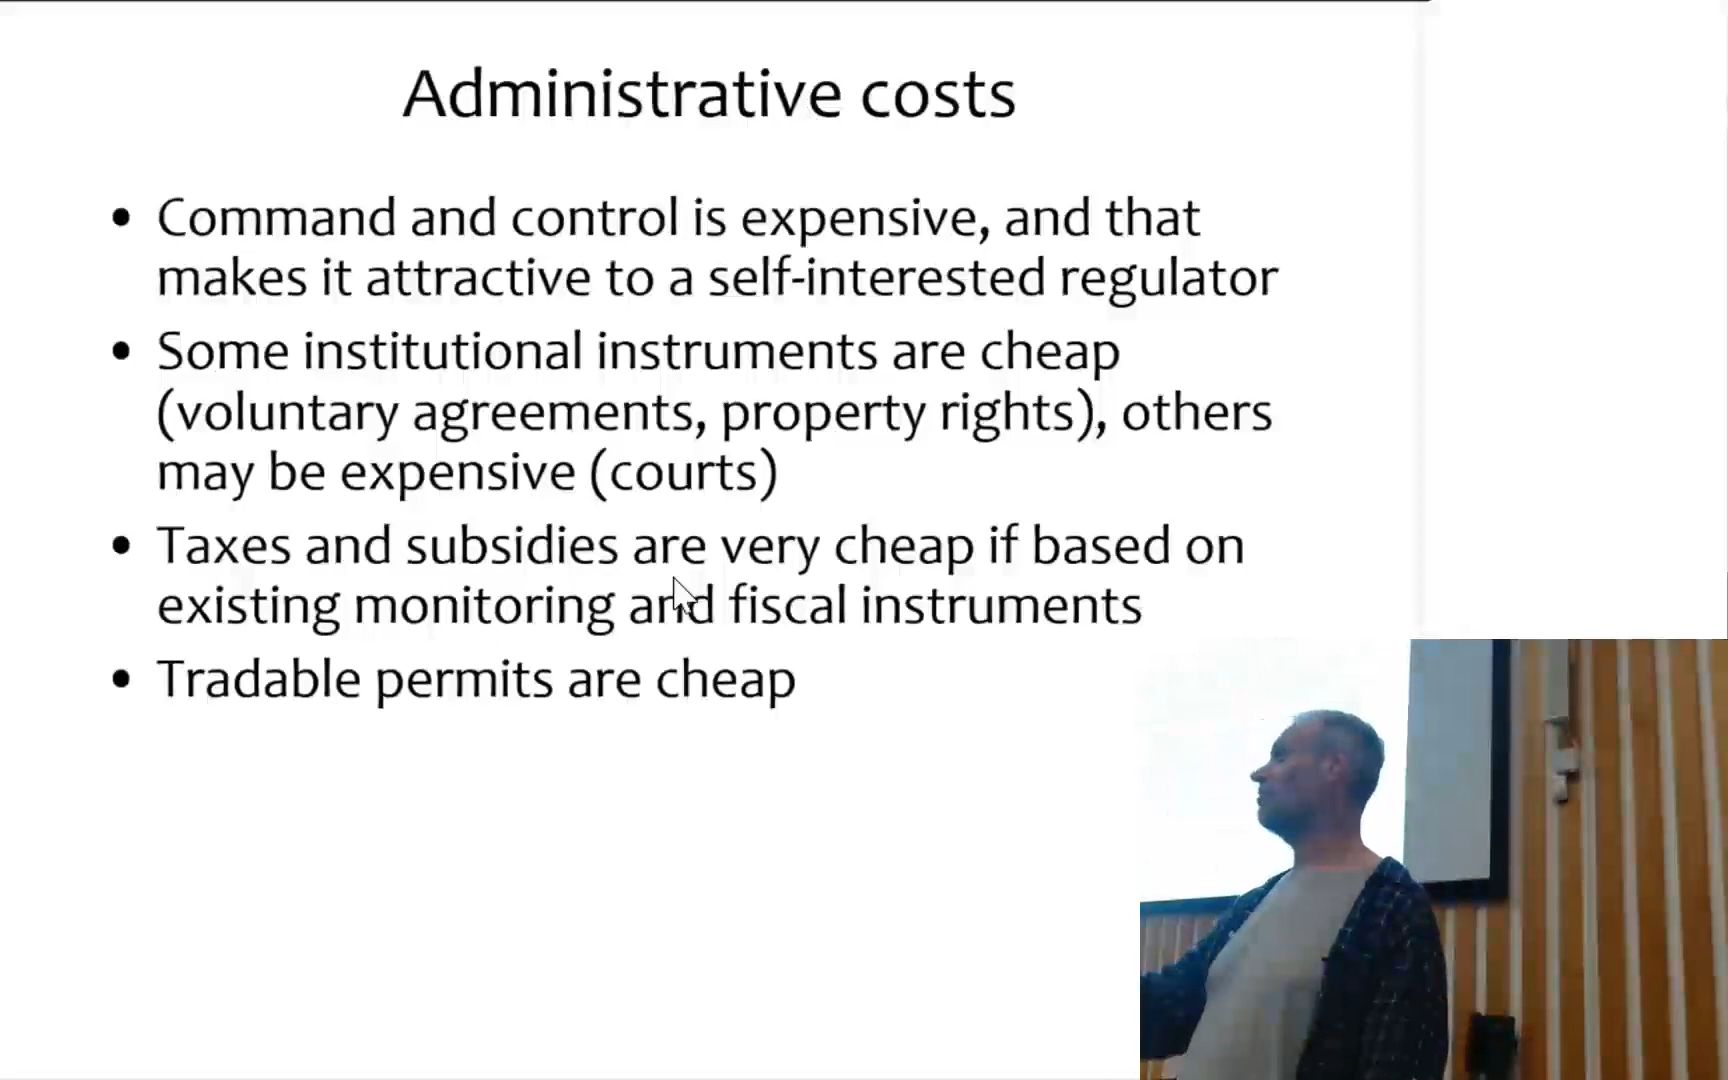 Administrative costs
• Command and control is expensive, and that
makes it attractive to a self-interested regulator
• Some institutional instruments are cheap
(voluntary agreements, property rights), others
may be expensive (courts)
• Taxes and subsidies are very cheap if based on
existing monitoring and fiscal instruments
• Tradable permits are cheap